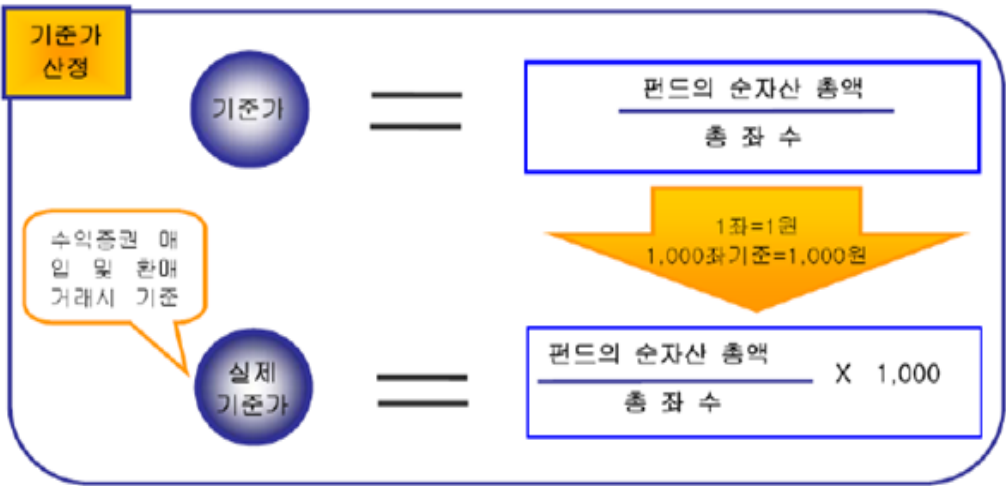 기준가
산정
기준가
펀드의 순자산 총액
총 좌 수
1좌=1원
1,000좌기준=1,000원
수익증권 매
입 및 환매
거래시 기준
실제
기준가
펀드의 순자산 총액
총 좌 수
X 1,000